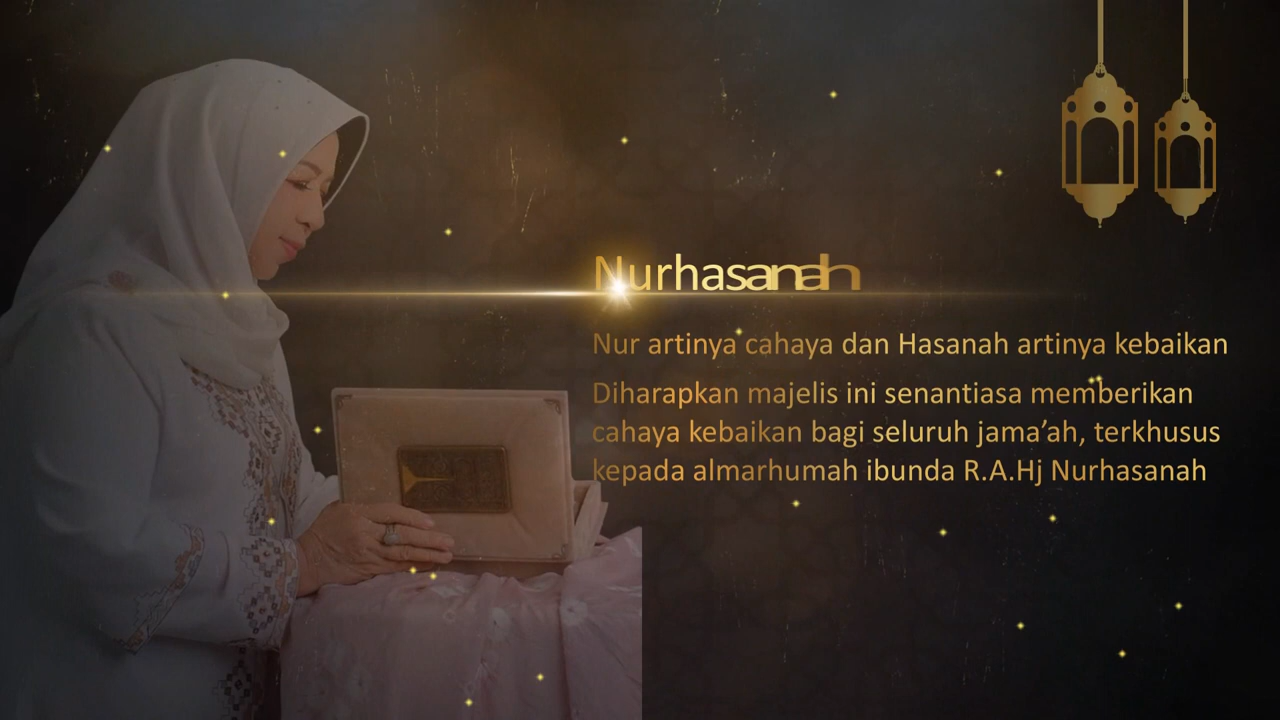 Nurhasanah
Nur artinya cahaya dan Hasanah artinya kebaikan
Diharapkan majelis ini senantiasa memberikan
cahaya kebaikan bagi seluruh jama’ah, terkhusus
kepada almarhumah ibunda R.A.Hj Nurhasanah